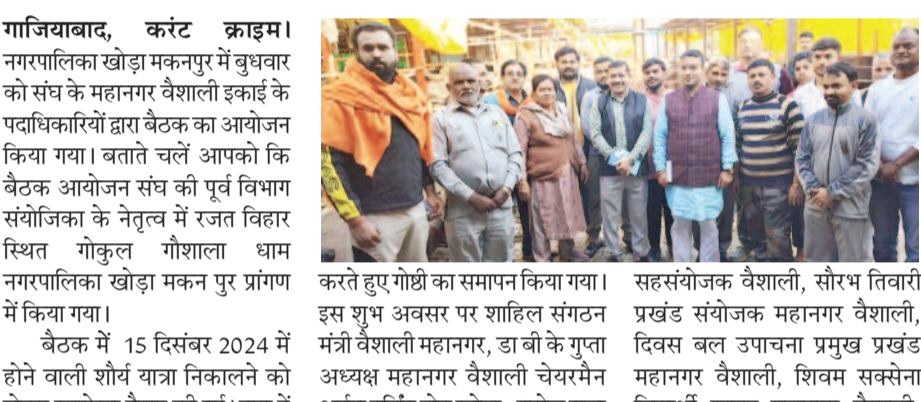 गाजियाबाद, करंट क्राइम।
नगरपालिका खोड़ा मकनपुर में बुधवार
को संघ के महानगर वैशाली इकाई के
पदाधिकारियों द्वारा बैठक का आयोजन
किया गया। बताते चलें आपको कि
बैठक आयोजन संघ की पूर्व विभाग
संयोजिका के नेतृत्व में रजत विहार
स्थित गोकुल गौशाला धाम
नगरपालिका खोड़ा मकन पुर प्रांगण
में किया गया।
बैठक में 15 दिसंबर 2024 में
होने वाली शौर्य यात्रा निकालने को
करते हुए गोष्ठी का समापन किया गया।
इस शुभ अवसर पर शाहिल संगठन
मंत्री वैशाली महानगर, डा बी के गुप्ता
अध्यक्ष महानगर वैशाली चेयरमैन
सहसंयोजक वैशाली, सौरभ तिवारी
प्रखंड संयोजक महानगर वैशाली,
दिवस बल उपाचना प्रमुख प्रखंड
महानगर वैशाली, शिवम सक्सेना